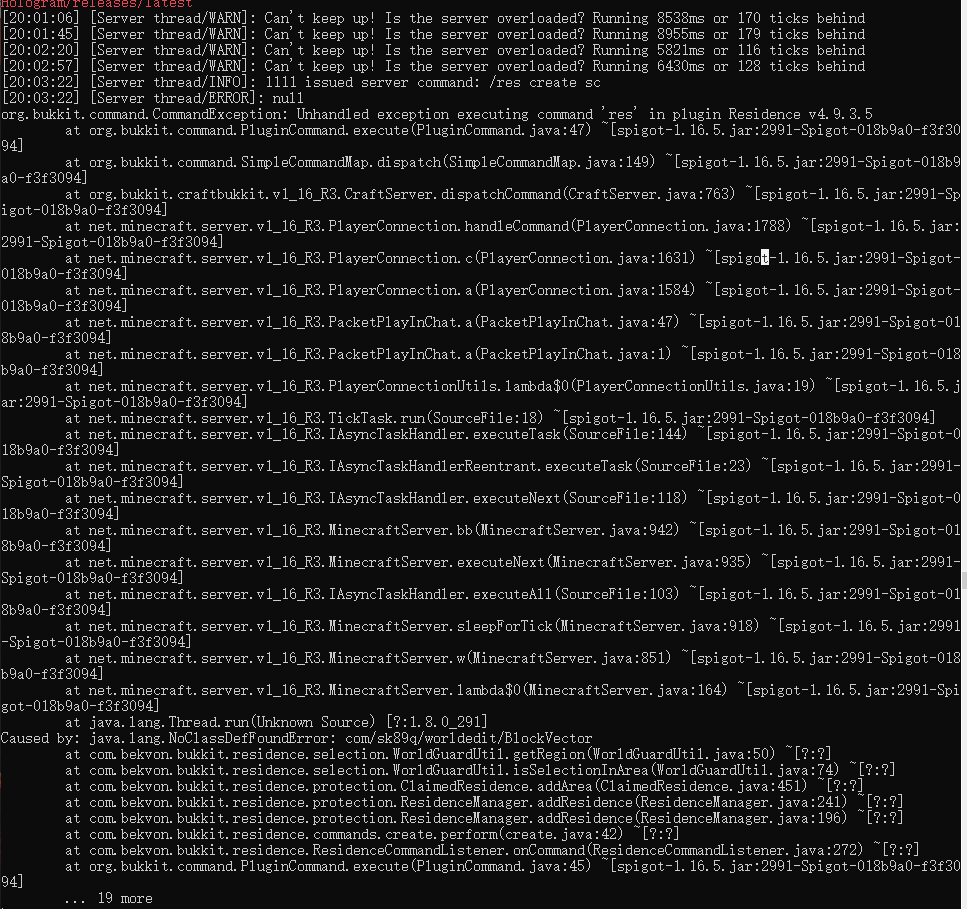 Hologram/releases/latest
[20:01:06] [Server thread/WARN]: Can't keep up! Is the server overloaded? Running 8538ms or 170 ticks behind
[20:01:45] [Server thread/WARN]: Can't keep up! Is the server overloaded? Running 8955ms or 179 ticks behind
[20:02:20] [Server thread/WARN]: Can't keep up! Is the server overloaded? Running 5821ms or 116 ticks behind
[20:02:57] [Server thread/WARN]: Can't keep up! Is the server overloaded? Running 6430ms or 128 ticks behind
[20:03:22] [Server thread/INFO]: 1111 issued server command: /res create sc
[20:03:22] [Server thread/ERROR]: null
org.bukkit.command.CommandException: Unhandled exception executing command 'res' in plugin Residence v4.9.3.5
        at org.bukkit.command.PluginCommand.execute(PluginCommand.java:47) ~[spigot-1.16.5.jar:2991-Spigot-018b9a0-f3f30
94]
        at org.bukkit.command.SimpleCommandMap.dispatch(SimpleCommandMap.java:149) ~[spigot-1.16.5.jar:2991-Spigot-018b9
a0-f3f3094]
        at org.bukkit.craftbukkit.v1_16_R3.CraftServer.dispatchCommand(CraftServer.java:763) ~[spigot-1.16.5.jar:2991-Sp
igot-018b9a0-f3f3094]
        at net.minecraft.server.v1_16_R3.PlayerConnection.handleCommand(PlayerConnection.java:1788) ~[spigot-1.16.5.jar:
2991-Spigot-018b9a0-f3f3094]
        at net.minecraft.server.v1_16_R3.PlayerConnection.c(PlayerConnection.java:1631) ~[spigot-1.16.5.jar:2991-Spigot-
018b9a0-f3f3094]
        at net.minecraft.server.v1_16_R3.PlayerConnection.a(PlayerConnection.java:1584) ~[spigot-1.16.5.jar:2991-Spigot-
018b9a0-f3f3094]
        at net.minecraft.server.v1_16_R3.PacketPlayInChat.a(PacketPlayInChat.java:47) ~[spigot-1.16.5.jar:2991-Spigot-01
8b9a0-f3f3094]
        at net.minecraft.server.v1_16_R3.PacketPlayInChat.a(PacketPlayInChat.java:1) ~[spigot-1.16.5.jar:2991-Spigot-018
b9a0-f3f3094]
        at net.minecraft.server.v1_16_R3.PlayerConnectionUtils.lambda$0(PlayerConnectionUtils.java:19) ~[spigot-1.16.5.j
ar:2991-Spigot-018b9a0-f3f3094]
        at net.minecraft.server.v1_16_R3.TickTask.run(SourceFile:18) ~[spigot-1.16.5.jar:2991-Spigot-018b9a0-f3f3094]
        at net.minecraft.server.v1_16_R3.IAsyncTaskHandler.executeTask(SourceFile:144) ~[spigot-1.16.5.jar:2991-Spigot-0
18b9a0-f3f3094]
        at net.minecraft.server.v1_16_R3.IAsyncTaskHandlerReentrant.executeTask(SourceFile:23) ~[spigot-1.16.5.jar:2991-
Spigot-018b9a0-f3f3094]
        at net.minecraft.server.v1_16_R3.IAsyncTaskHandler.executeNext(SourceFile:118) ~[spigot-1.16.5.jar:2991-Spigot-0
18b9a0-f3f3094]
        at net.minecraft.server.v1_16_R3.MinecraftServer.bb(MinecraftServer.java:942) ~[spigot-1.16.5.jar:2991-Spigot-01
8b9a0-f3f3094]
        at net.minecraft.server.v1_16_R3.MinecraftServer.executeNext(MinecraftServer.java:935) ~[spigot-1.16.5.jar:2991-
Spigot-018b9a0-f3f3094]
        at net.minecraft.server.v1_16_R3.IAsyncTaskHandler.executeAll(SourceFile:103) ~[spigot-1.16.5.jar:2991-Spigot-01
8b9a0-f3f3094]
        at net.minecraft.server.v1_16_R3.MinecraftServer.sleepForTick(MinecraftServer.java:918) ~[spigot-1.16.5.jar:2991
-Spigot-018b9a0-f3f3094]
        at net.minecraft.server.v1_16_R3.MinecraftServer.w(MinecraftServer.java:851) ~[spigot-1.16.5.jar:2991-Spigot-018
b9a0-f3f3094]
        at net.minecraft.server.v1_16_R3.MinecraftServer.lambda$0(MinecraftServer.java:164) ~[spigot-1.16.5.jar:2991-Spi
got-018b9a0-f3f3094]
        at java.lang.Thread.run(Unknown Source) [?:1.8.0_291]
Caused by: java.lang.NoClassDefFoundError: com/sk89q/worldedit/BlockVector
        at com.bekvon.bukkit.residence.selection.WorldGuardUtil.getRegion(WorldGuardUtil.java:50) ~[?:?]
        at com.bekvon.bukkit.residence.selection.WorldGuardUtil.isSelectionInArea(WorldGuardUtil.java:74) ~[?:?]
        at com.bekvon.bukkit.residence.protection.ClaimedResidence.addArea(ClaimedResidence.java:451) ~[?:?]
        at com.bekvon.bukkit.residence.protection.ResidenceManager.addResidence(ResidenceManager.java:241) ~[?:?]
        at com.bekvon.bukkit.residence.protection.ResidenceManager.addResidence(ResidenceManager.java:196) ~[?:?]
        at com.bekvon.bukkit.residence.commands.create.perform(create.java:42) ~[?:?]
        at com.bekvon.bukkit.residence.ResidenceCommandListener.onCommand(ResidenceCommandListener.java:272) ~[?:?]
        at org.bukkit.command.PluginCommand.execute(PluginCommand.java:45) ~[spigot-1.16.5.jar:2991-Spigot-018b9a0-f3f30
94]
        ... 19 more